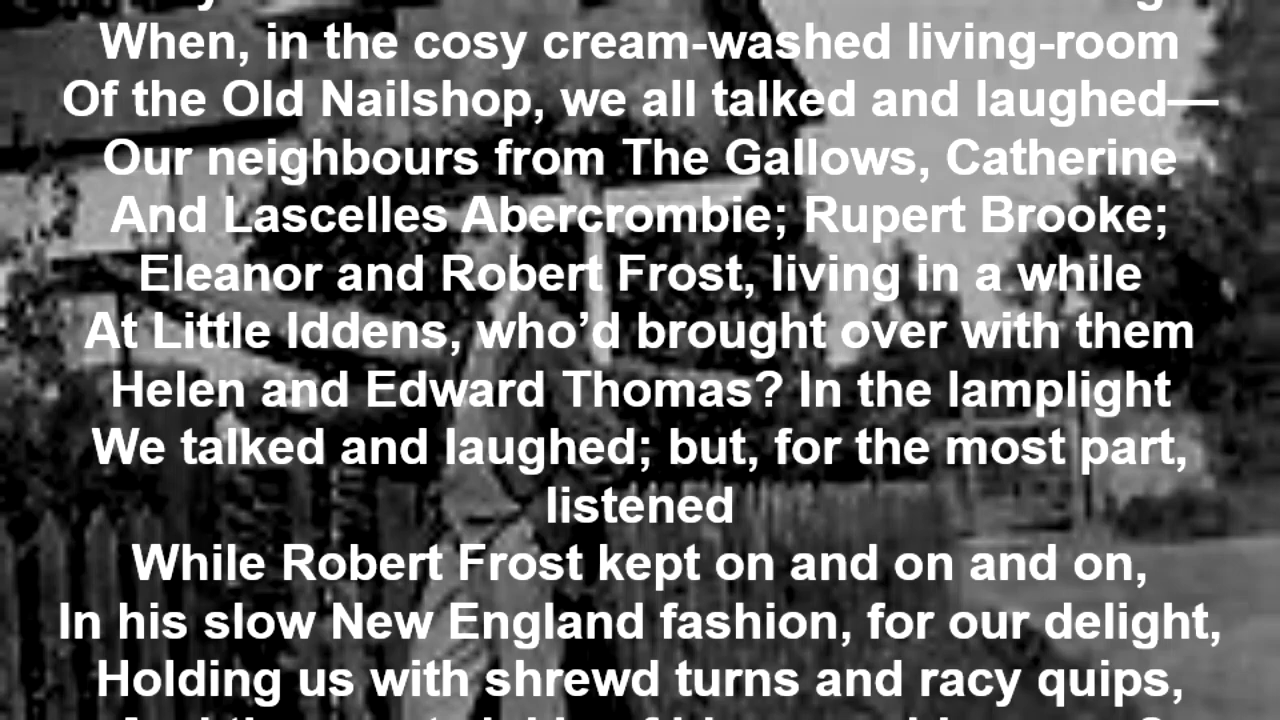 When, in the cosy cream-washed living-room
Of the Old Nailshop, we all talked and laughed—
Our neighbours from The Gallows, Catherine
And Lascelles Abercrombie; Rupert Brooke;
Eleanor and Robert Frost, living in a while
At Little Iddens, who’d brought over with them
Helen and Edward Thomas? In the lamplight
We talked and laughed; but, for the most part,
listened
While Robert Frost kept on and on and on,
In his slow New England fashion, for our delight,
Holding us with shrewd turns and racy quips,